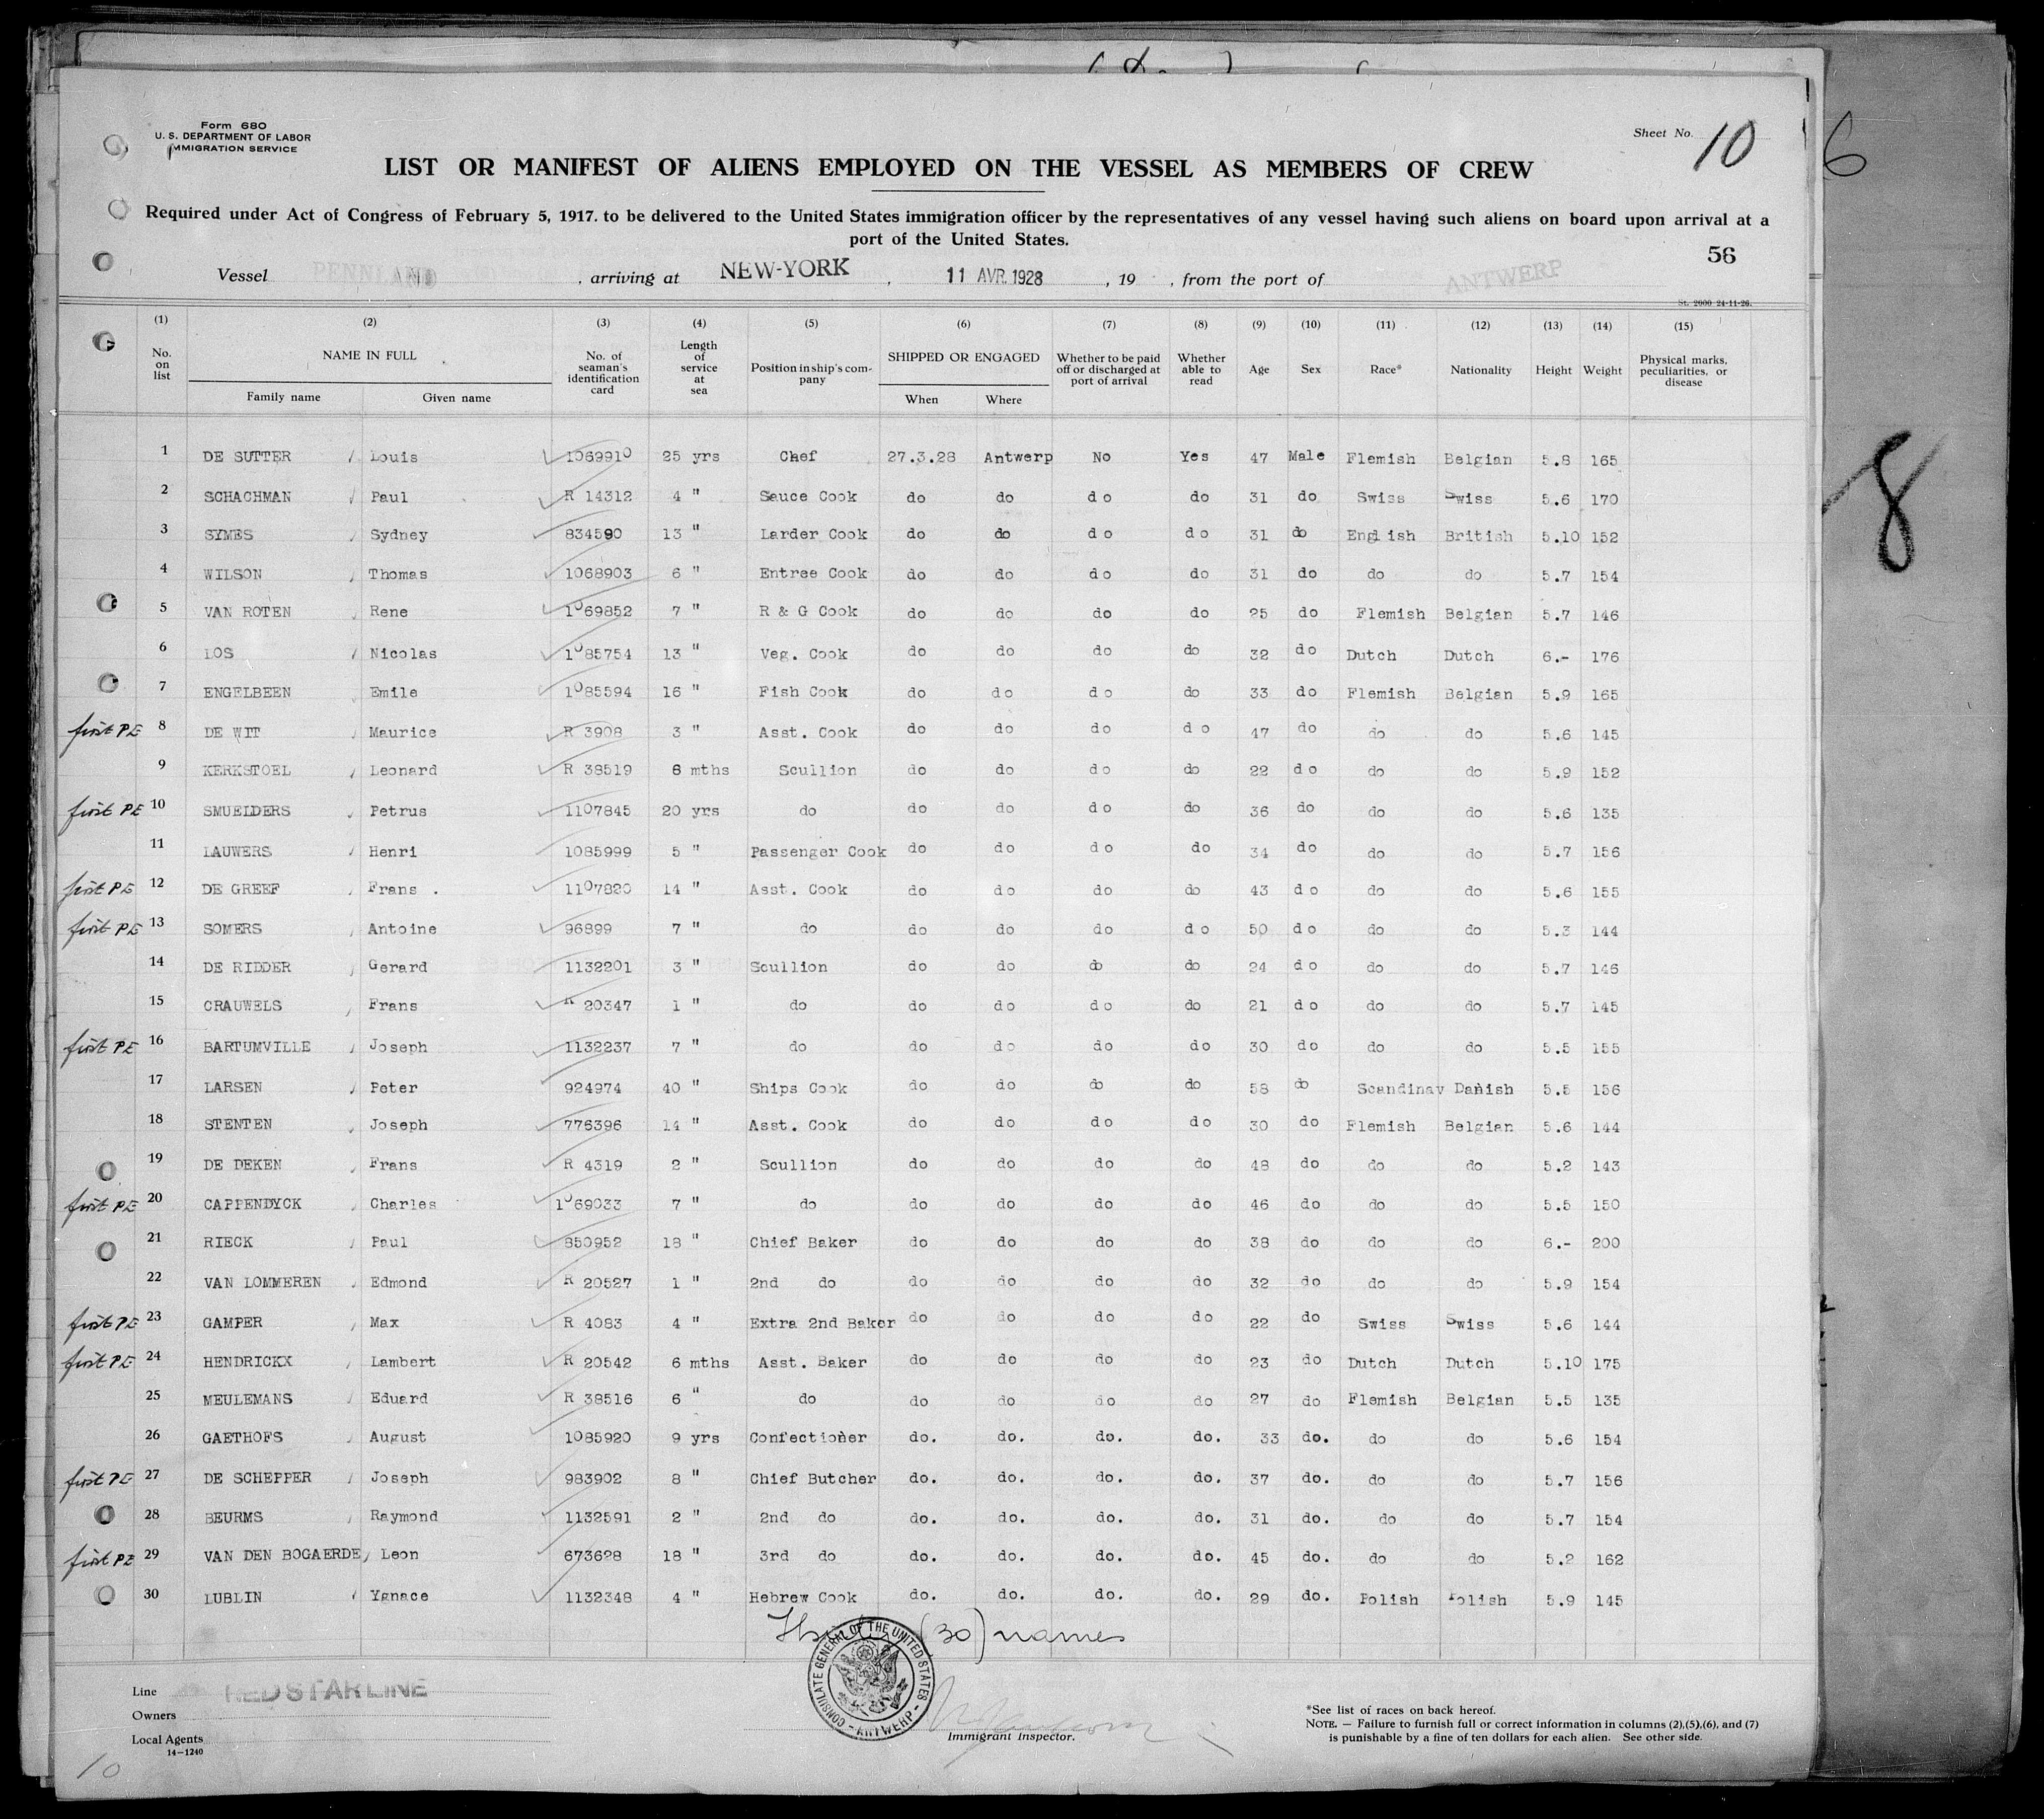 Form 680
U. S. DEPARTMENT OF LABOR
IMMIGRATION SERVICE
Sheet No. 10
6
LIST OR MANIFEST OF ALIENS EMPLOYED ON THE VESSEL AS MEMBERS OF CREW
Required under Act of Congress of February 5, 1917. to be delivered to the United States immigration officer by the representatives of any vessel having such aliens on board upon arrival at a
port of the United States.
56
Vessel PENNLAND , arriving at NEW-YORK , 11 AVR. 1928 , 19 , from the port of ANTWERP
St. 2000 24-11-26.
(1) (2) (3) (4) (5) (6) (7) (8) (9) (10) (11) (12) (13) (14) (15)
No. on list NAME IN FULL Family name Given name No. of seaman's identification card Length of service at sea Position in ship's company SHIPPED OR ENGAGED When Where Whether to be paid off or discharged at port of arrival Whether able to read Age Sex Race* Nationality Height Weight Physical marks, peculiarities, or disease
1 DE SUTTER Louis 1069910 25 yrs Chef 27.3.28 Antwerp No Yes 47 Male Flemish Belgian 5.8 165
2 SCHACHMAN Paul R 14312 4 " Sauce Cook do do do do 31 do Swiss Swiss 5.6 170
3 SYMES Sydney 834590 13 " Larder Cook do do do do 31 do English British 5.10 152
4 WILSON Thomas 1068903 6 " Entree Cook do do do do 31 do do do 5.7 154
5 VAN ROTEN Rene 1069852 7 " R & G Cook do do do do 25 do Flemish Belgian 5.7 146
6 LOS Nicolas 1085754 13 " Veg. Cook do do do do 32 do Dutch Dutch 6.- 176
7 ENGELBEEN Emile 1085594 16 " Fish Cook do do do do 33 do Flemish Belgian 5.9 165
first PE 8 DE WIT Maurice R 3908 3 " Asst. Cook do do do do 47 do do do 5.6 145
9 KERKSTOEL Leonard R 38519 6 mths Scullion do do do do 22 do do do 5.9 152
first PE 10 SMUELDERS Petrus 1107845 20 yrs do do do do do 36 do do do 5.6 135
11 LAUWERS Henri 1085999 5 " Passenger Cook do do do do 34 do do do 5.7 156
first PE 12 DE GREEF Frans . 1107820 14 " Asst. Cook do do do do 43 do do do 5.6 155
first PE 13 SOMERS Antoine 96899 7 " do do do do do 50 do do do 5.3 144
14 DE RIDDER Gerard 1132201 3 " Scullion do do do do 24 do do do 5.7 146
15 CRAUWELS Frans R 20347 1 " do do do do do 21 do do do 5.7 145
first PE 16 BARTUMVILLE Joseph 1132237 7 " do do do do do 30 do do do 5.5 155
17 LARSEN Peter 924974 40 " Ships Cook do do do do 58 do Scandinav Danish 5.5 156
18 STENTEN Joseph 776396 14 " Asst. Cook do do do do 30 do Flemish Belgian 5.6 144
19 DE DEKEN Frans R 4319 2 " Scullion do do do do 48 do do do 5.2 143
first PE 20 CAPPENDYCK Charles 1069033 7 " do do do do do 46 do do do 5.5 150
21 RIECK Paul 850952 18 " Chief Baker do do do do 38 do do do 6.- 200
22 VAN LOMMEREN Edmond R 20527 1 " 2nd do do do do do 32 do do do 5.9 154
first PE 23 GAMPER Max R 4083 4 " Extra 2nd Baker do do do do 22 do Swiss Swiss 5.6 144
first PE 24 HENDRICKX Lambert R 20542 6 mths Asst. Baker do do do do 23 do Dutch Dutch 5.10 175
25 MEULEMANS Eduard R 38516 6 " do do do do do 27 do Flemish Belgian 5.5 135
26 GAETHOFS August 1085920 9 yrs Confectioner do. do. do. do. 33 do. do do 5.6 154
first PE 27 DE SCHEPPER Joseph 983902 8 " Chief Butcher do. do. do. do. 37 do. do do 5.7 156
28 BEURMS Raymond 1132591 2 " 2nd do do. do. do. do. 31 do. do do 5.7 154
first PE 29 VAN DEN BOGAERDE Leon 673628 18 " 3rd do do. do. do. do. 45 do. do do 5.2 162
30 LUBLIN Ygnace 1132348 4 " Hebrew Cook do. do. do. do. 29 do. Polish Polish 5.9 145
(30) names
8
CONSULATE GENERAL OF THE UNITED STATES - ANTWERP -
Line RED STAR LINE
Owners
Local Agents
14-1240
Immigrant Inspector.
*See list of races on back hereof.
NOTE. — Failure to furnish full or correct information in columns (2),(5),(6), and (7)
is punishable by a fine of ten dollars for each alien. See other side.
10